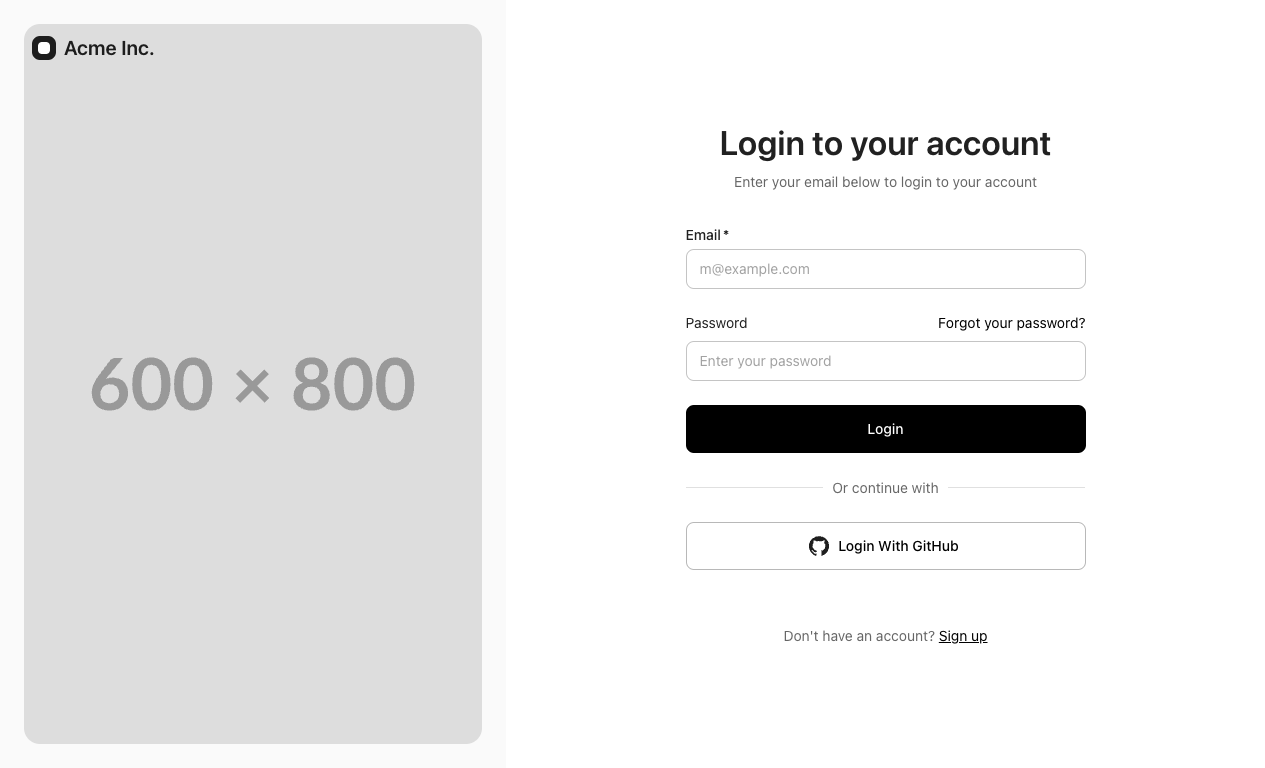 Acme Inc.
600 × 800
Login to your account
Enter your email below to login to your account
Email *
m@example.com
Password
Forgot your password?
Enter your password
Login
Or continue with
Login With GitHub
Don't have an account? Sign up